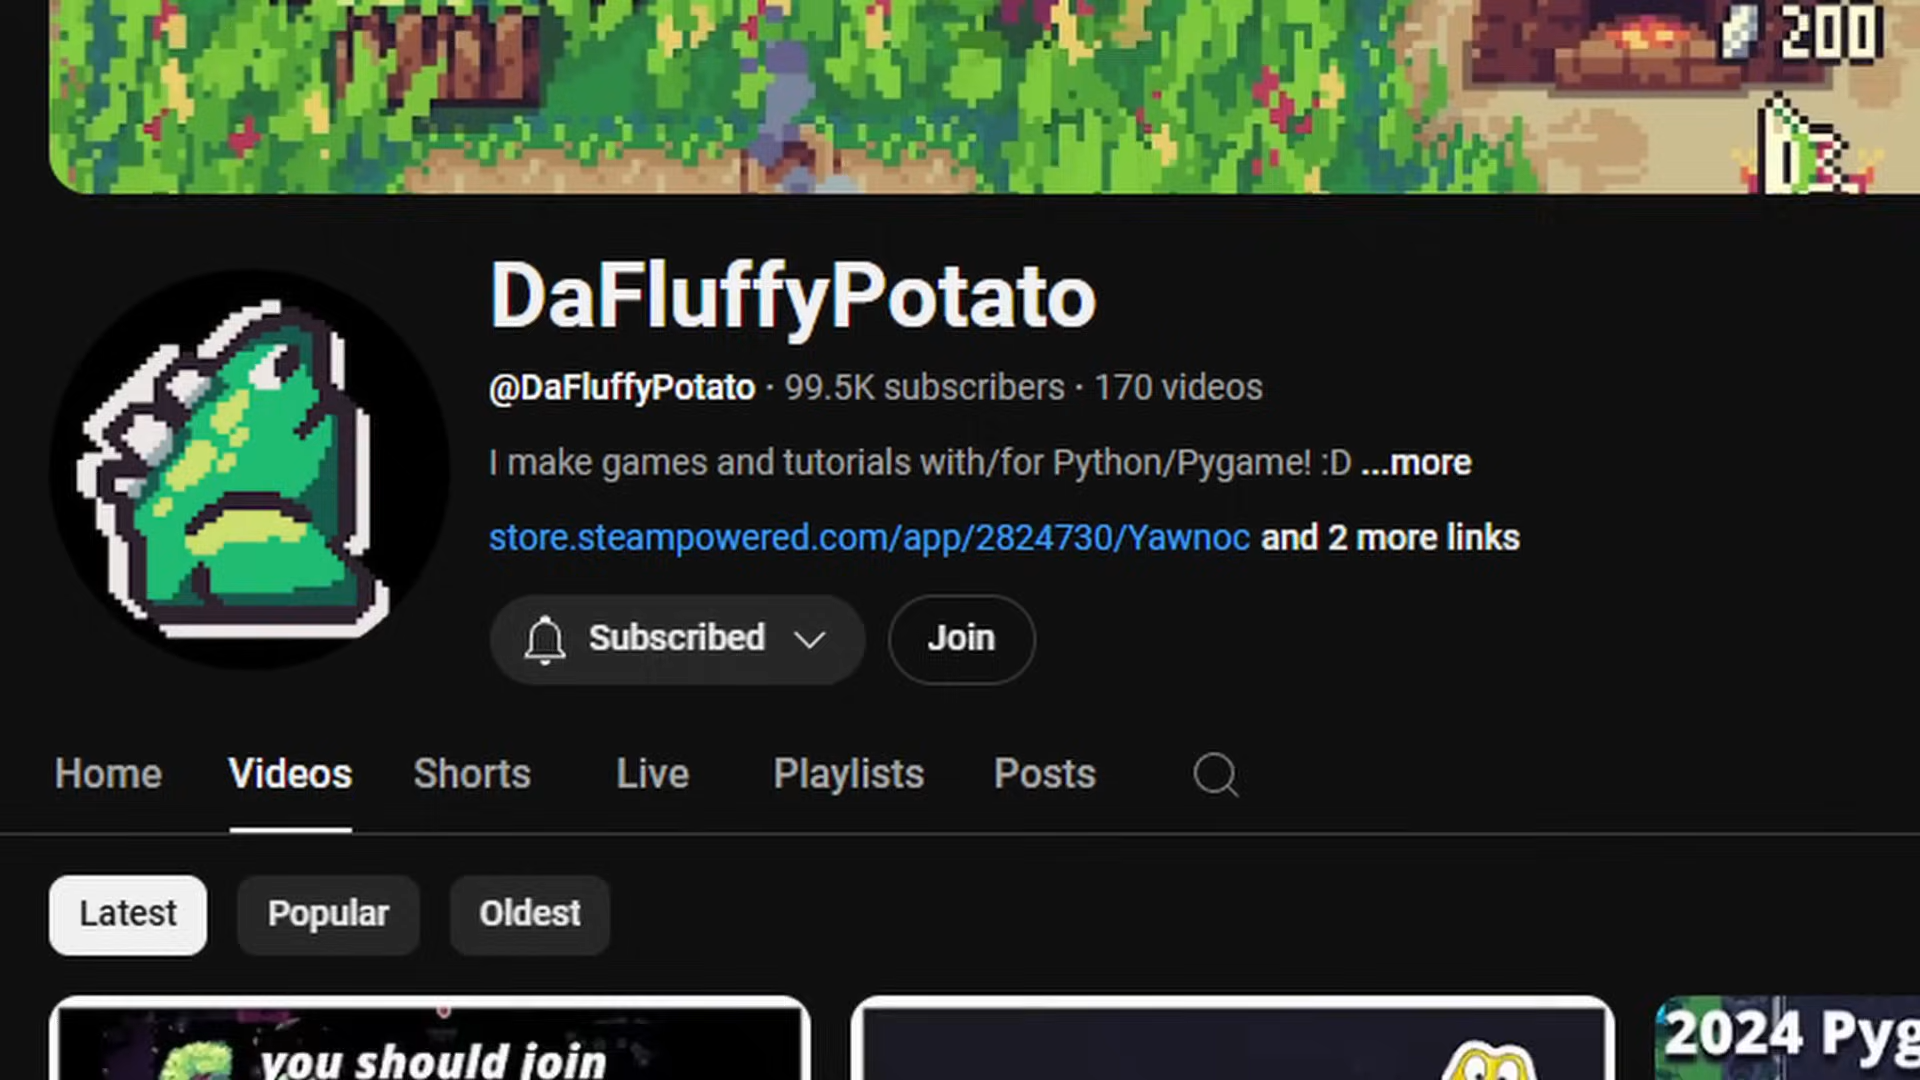 200
DaFluffyPotato
@DaFluffyPotato · 99.5K subscribers · 170 videos
I make games and tutorials with/for Python/Pygame! :D ...more
store.steampowered.com/app/2824730/Yawnoc and 2 more links
Subscribed Join
Home Videos Shorts Live Playlists Posts
Latest Popular Oldest
you should join
2024 Pyg